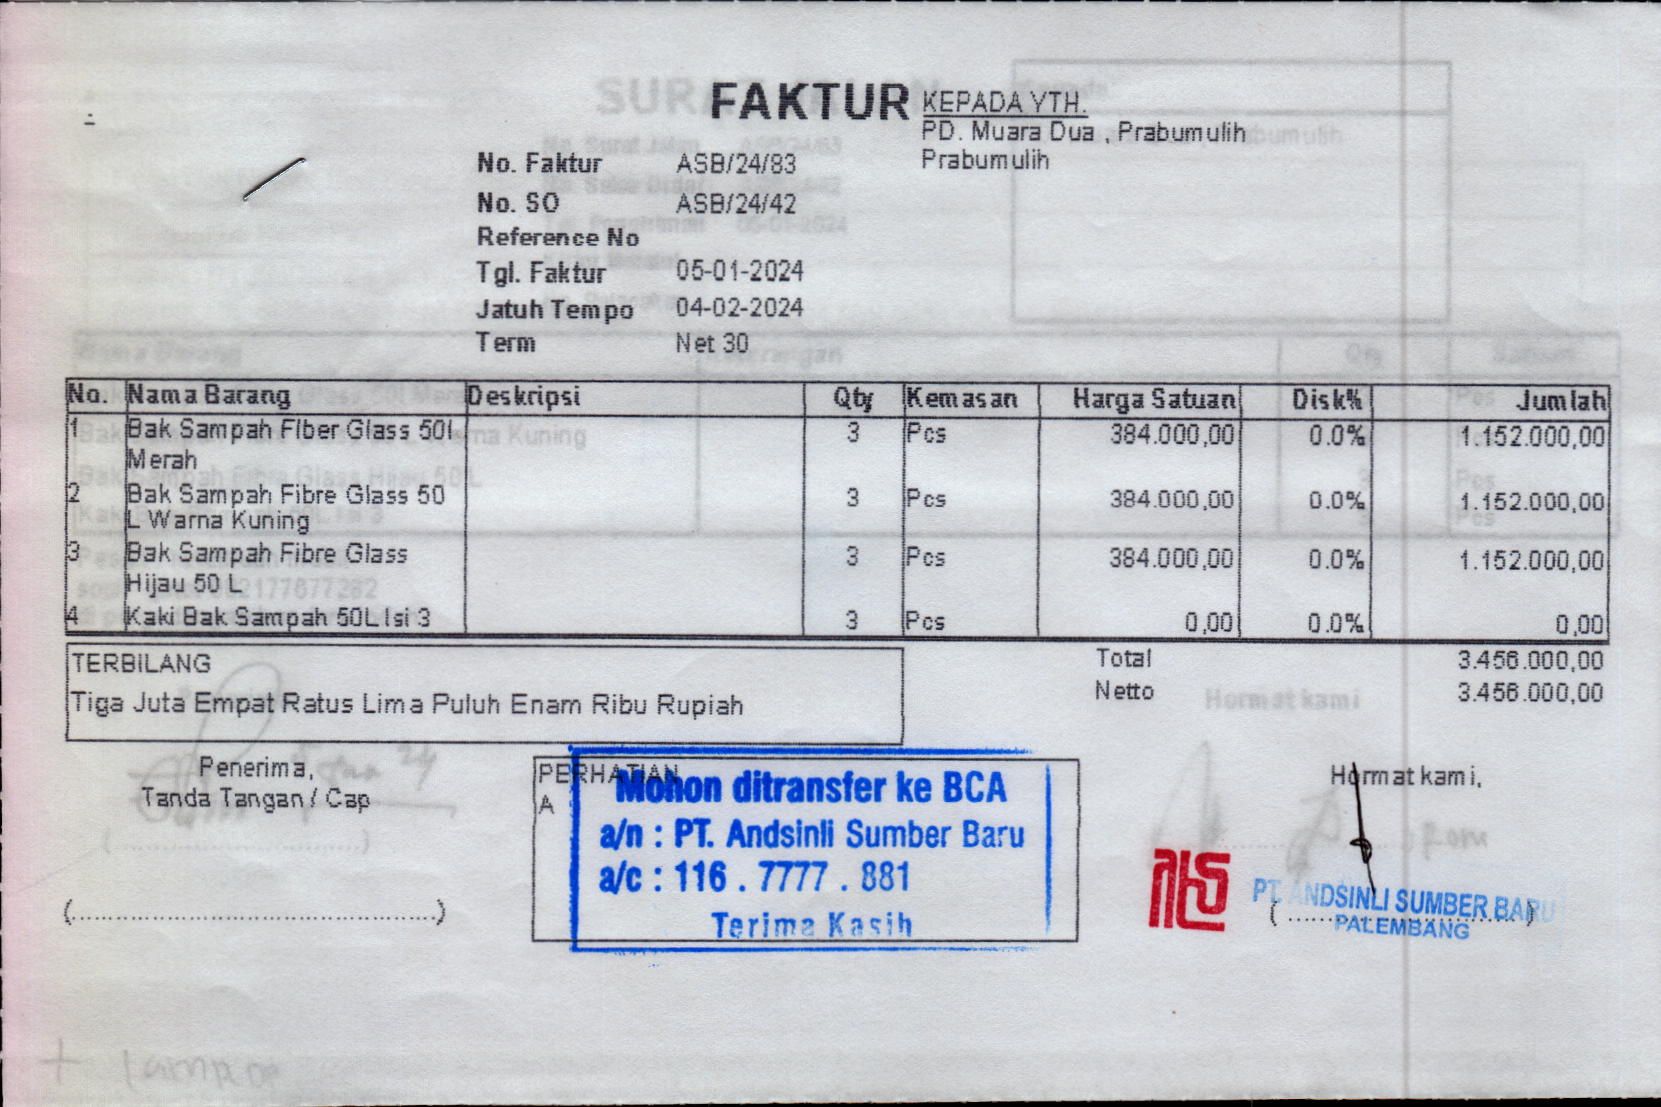 FAKTUR
KEPADA YTH.
PD. Muara Dua , Prabumulih
Prabumulih
No. Faktur ASB/24/83
No. SO ASB/24/42
Reference No
Tgl. Faktur 05-01-2024
Jatuh Tempo 04-02-2024
Term Net 30
No. Nama Barang Deskripsi Qty Kemasan Harga Satuan Disk% Jumlah
1 Bak Sampah Fiber Glass 50l 3 Pcs 384.000,00 0.0% 1.152.000,00
Merah
2 Bak Sampah Fibre Glass 50 3 Pcs 384.000,00 0.0% 1.152.000,00
L Warna Kuning
3 Bak Sampah Fibre Glass 3 Pcs 384.000,00 0.0% 1.152.000,00
Hijau 50 L
4 Kaki Bak Sampah 50L Isi 3 3 Pcs 0,00 0.0% 0,00
TERBILANG
Tiga Juta Empat Ratus Lima Puluh Enam Ribu Rupiah
Total 3.456.000,00
Netto 3.456.000,00
Penerima,
Tanda Tangan / Cap
(........................................)
PERHATIAN
A
Mohon ditransfer ke BCA
a/n : PT. Andsinli Sumber Baru
a/c : 116 . 7777 . 881
Terima Kasih
Hormat kami,
PT. ANDSINLI SUMBER BARU
PALEMBANG